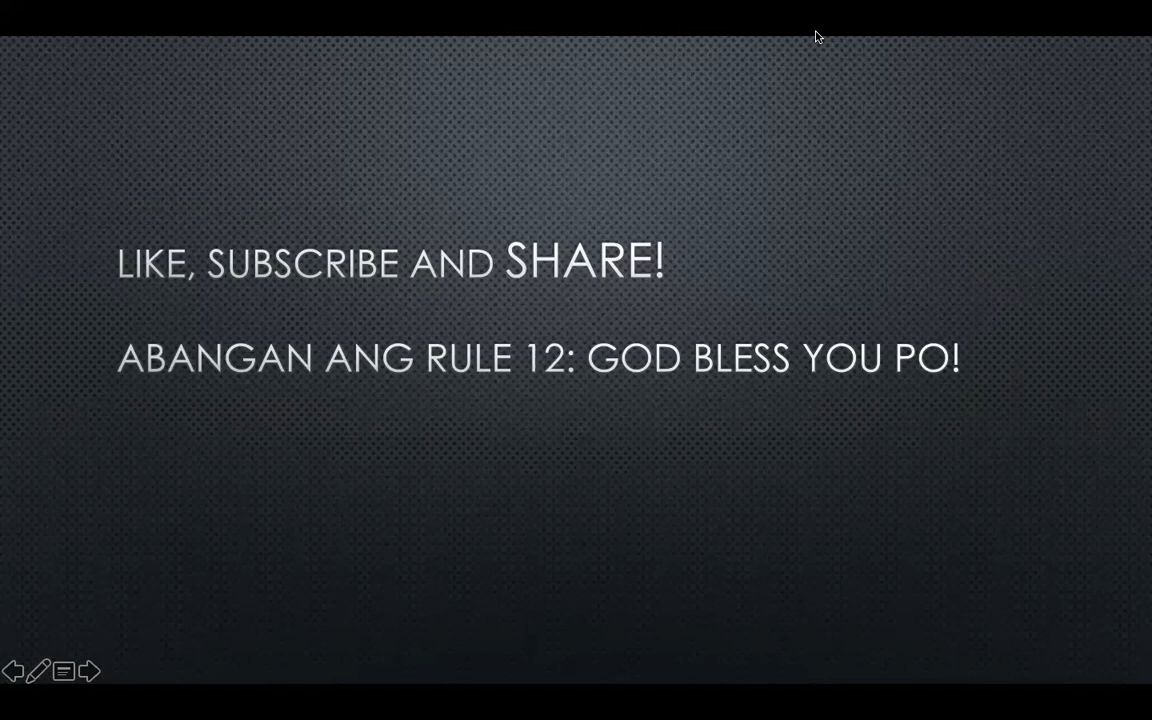 LIKE, SUBSCRIBE AND SHARE!
ABANGAN ANG RULE 12: GOD BLESS YOU PO!